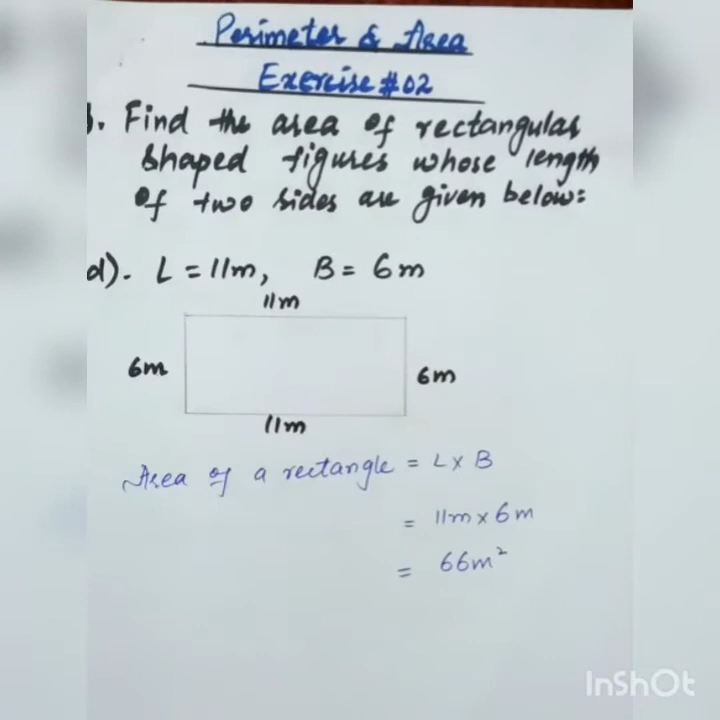 Perimeter & Area
Exercise #02
3. Find the area of rectangular
shaped figures whose length
of two sides are given below:
d). L = 11m, B = 6m
11m
6m
6m
11m
Area of a rectangle = L x B
= 11m x 6m
= 66m²
InShOt